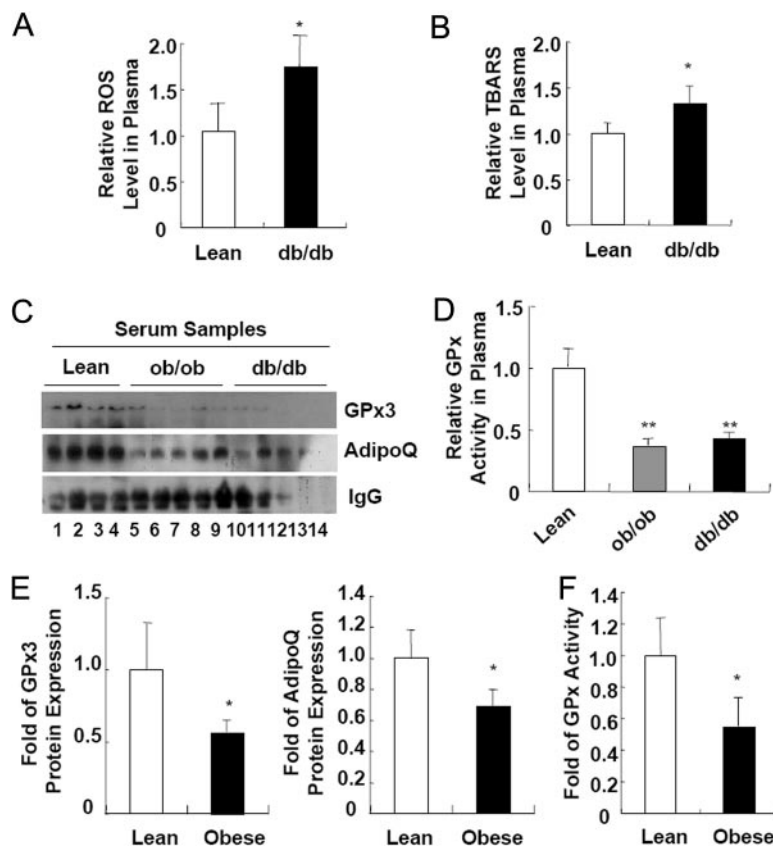 A
Relative ROS
Level in Plasma
2.0
1.5
1.0
0.5
0
*
Lean db/db
B
Relative TBARS
Level in Plasma
2.0
1.5
1.0
0.5
0
*
Lean db/db
C
Serum Samples
Lean ob/ob db/db
GPx3
AdipoQ
IgG
1 2 3 4 5 6 7 8 9 1011121314
D
Relative GPx
Activity in Plasma
1.5
1.0
0.5
0
** **
Lean ob/ob db/db
E
Fold of GPx3
Protein Expression
1.5
1.0
0.5
0
*
Lean Obese
Fold of AdipoQ
Protein Expression
1.4
1.2
1.0
0.8
0.6
0.4
0.2
0
*
Lean Obese
F
Fold of GPx Activity
1.4
1.2
1.0
0.8
0.6
0.4
0.2
0
*
Lean Obese